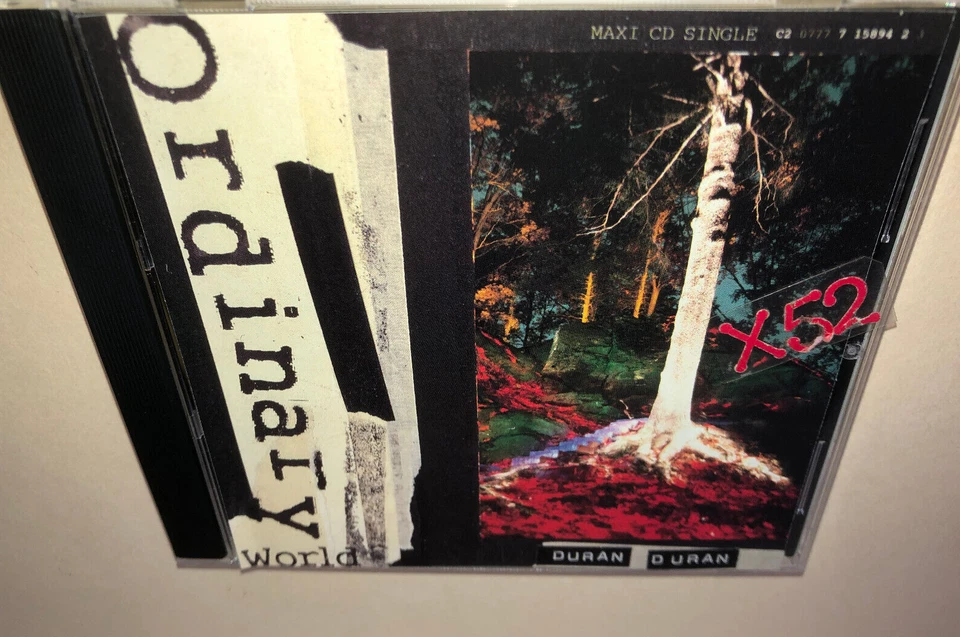 MAXI CD SINGLE C2 0777 7 15894 2
Ordinary
World
X52
DURAN DURAN